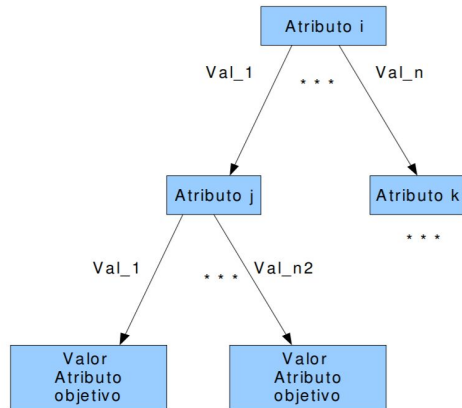 Atributo i
Val_1
* * *
Val_n
Atributo j
Atributo k
* * *
Val_1
* * *
Val_n2
Valor
Atributo
objetivo
Valor
Atributo
objetivo